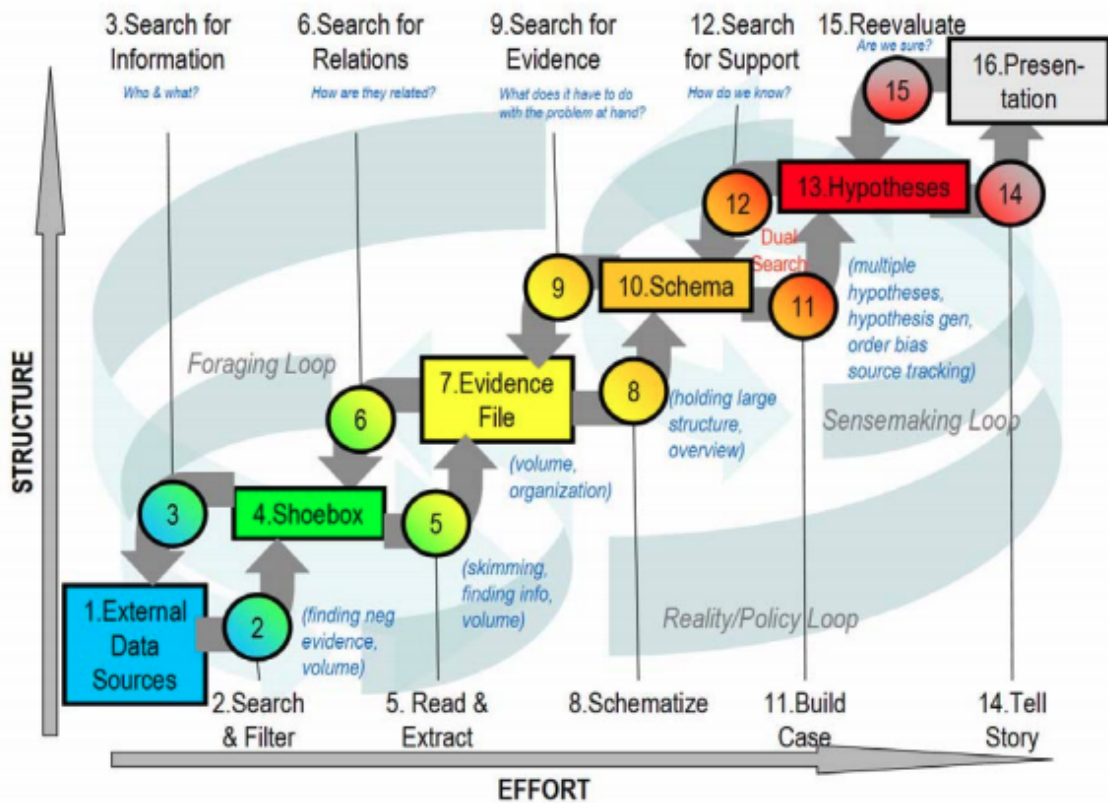 3.Search for
Information
Who & what?
6.Search for
Relations
How are they related?
9.Search for
Evidence
What does it have to do
with the problem at hand?
12.Search
for Support
How do we know?
15.Reevaluate
Are we sure?
16.Presen-
tation
15
13.Hypotheses
14
12
Dual
Search
9
10.Schema
11
(multiple
hypotheses,
hypothesis gen,
order bias
source tracking)
Foraging Loop
7.Evidence
File
6
8
(holding large
structure,
overview)
Sensemaking Loop
(volume,
organization)
3
4.Shoebox
5
(skimming,
finding info,
volume)
1.External
Data
Sources
2
(finding neg
evidence,
volume)
Reality/Policy Loop
2.Search
& Filter
5. Read &
Extract
8.Schematize
11.Build
Case
14.Tell
Story
STRUCTURE
EFFORT